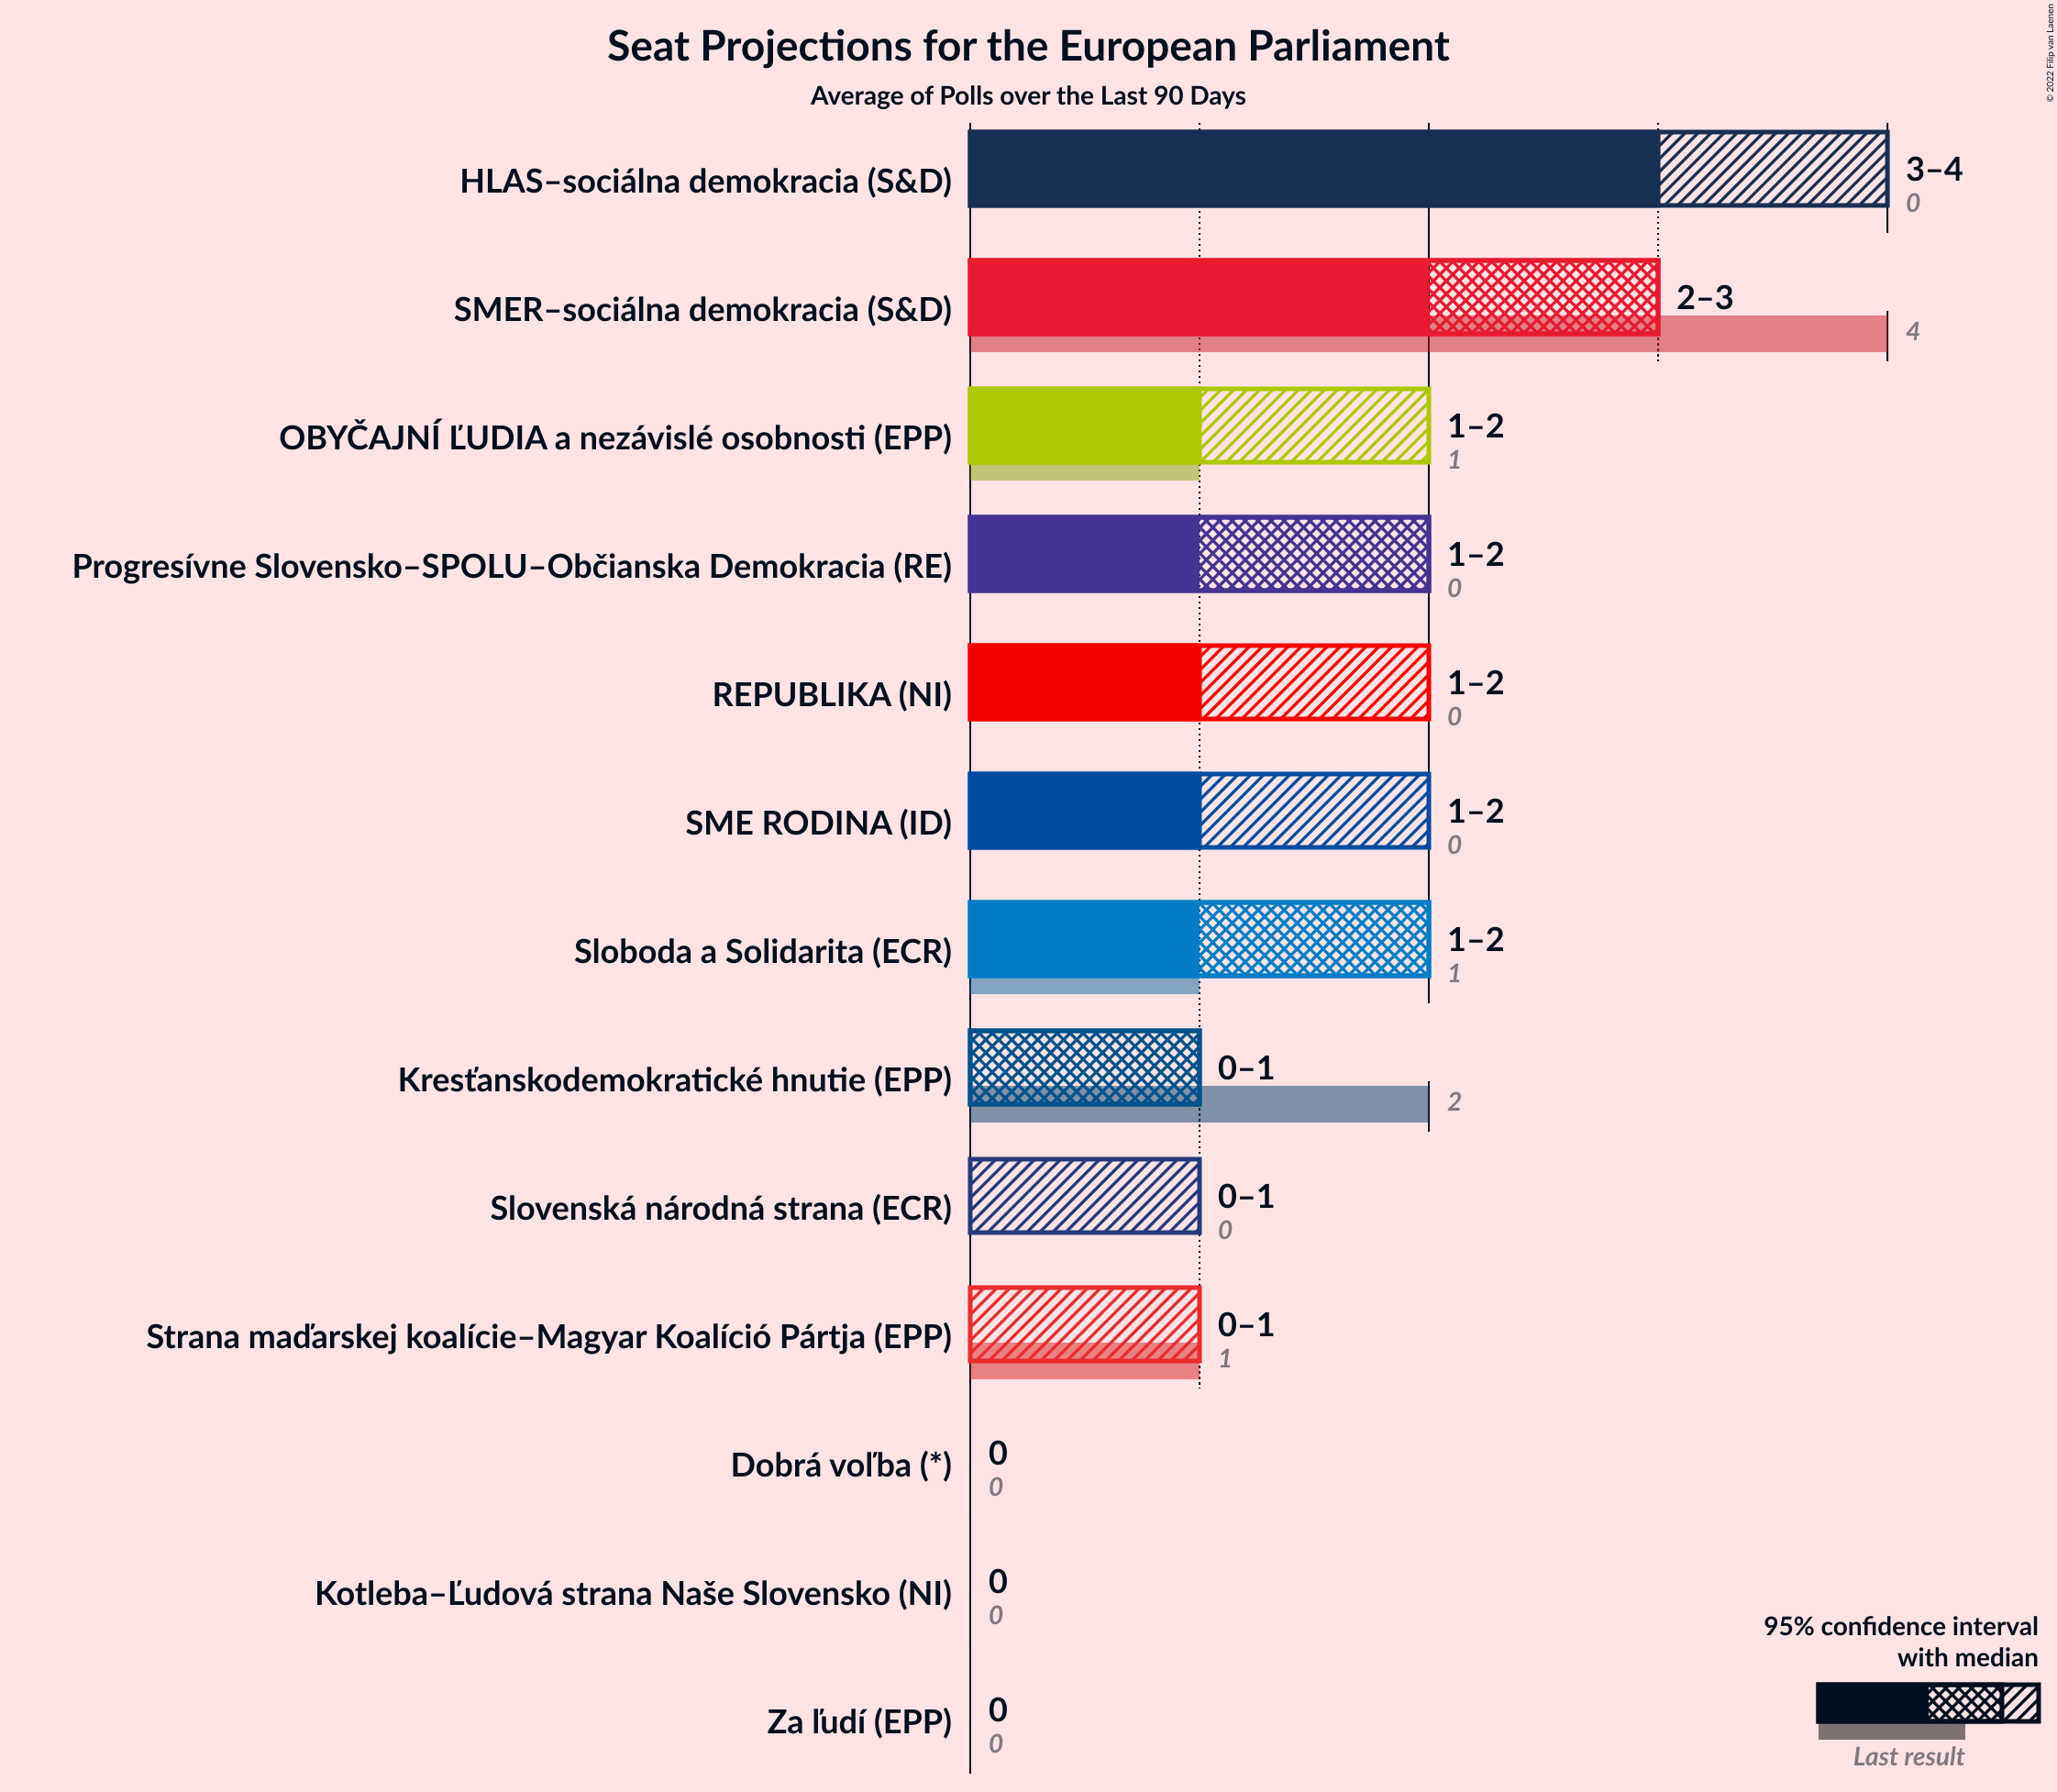 Seat Projections for the European Parliament
Average of Polls over the Last 90 Days
© 2022 Filip van Laenen
HLAS–sociálna demokracia (S&D)
3–4
0
SMER–sociálna demokracia (S&D)
2–3
4
OBYČAJNÍ ĽUDIA a nezávislé osobnosti (EPP)
1–2
1
Progresívne Slovensko–SPOLU–Občianska Demokracia (RE)
1–2
0
REPUBLIKA (NI)
1–2
0
SME RODINA (ID)
1–2
0
Sloboda a Solidarita (ECR)
1–2
1
Kresťanskodemokratické hnutie (EPP)
0–1
2
Slovenská národná strana (ECR)
0–1
0
Strana maďarskej koalície–Magyar Koalíció Pártja (EPP)
0–1
1
Dobrá voľba (*)
0
0
Kotleba–Ľudová strana Naše Slovensko (NI)
0
0
Za ľudí (EPP)
0
0
95% confidence interval
with median
Last result